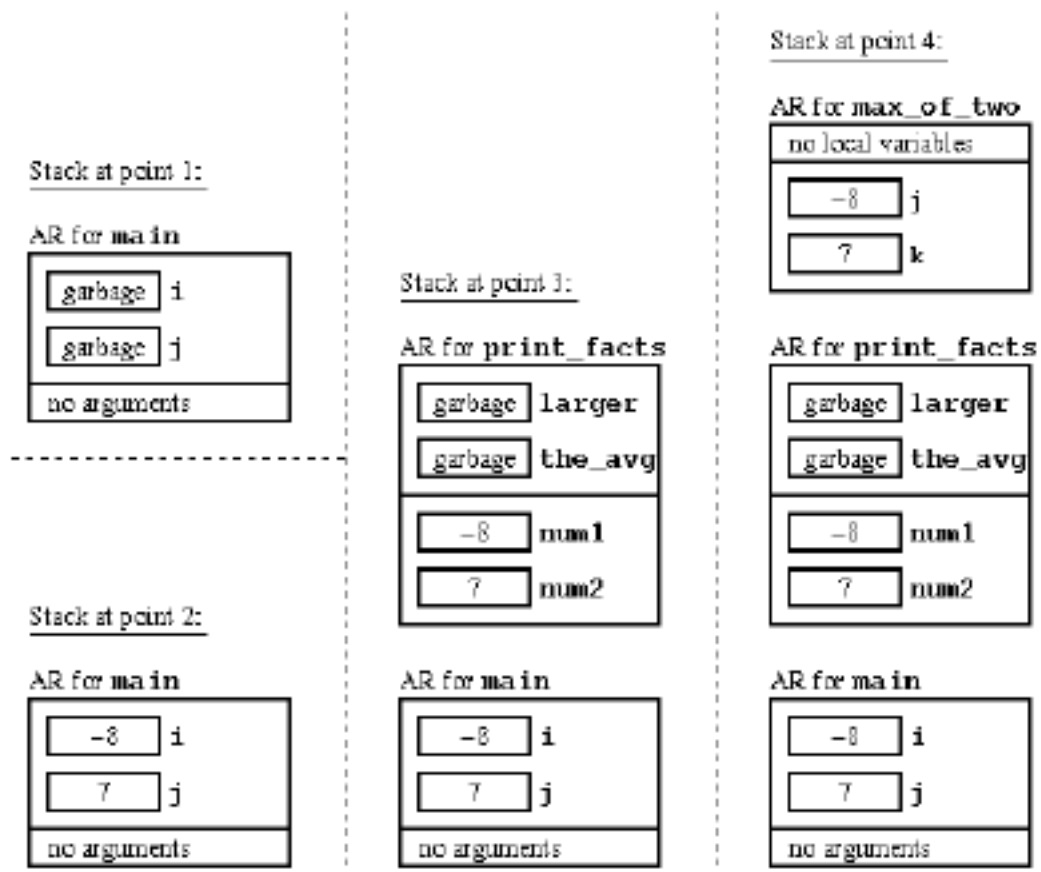 Stack at point 1:
AR for main
garbage i
garbage j
no arguments
Stack at point 2:
AR for main
-8 i
7 j
no arguments
Stack at point 3:
AR for print_facts
garbage larger
garbage the_avg
-8 num1
7 num2
AR for main
-8 i
7 j
no arguments
Stack at point 4:
AR for max_of_two
no local variables
-8 j
7 k
AR for print_facts
garbage larger
garbage the_avg
-8 num1
7 num2
AR for main
-8 i
7 j
no arguments